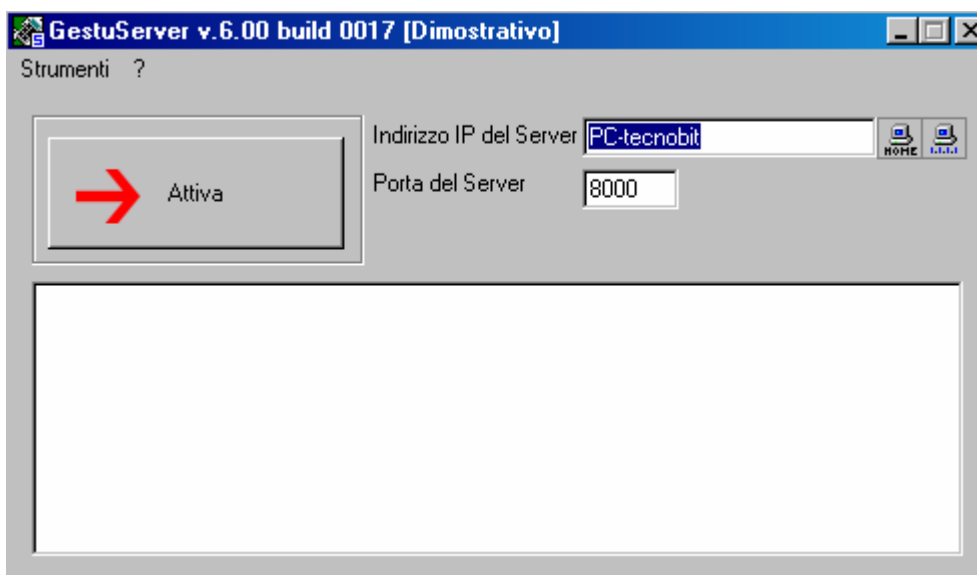 GestuServer v.6.00 build 0017 [Dimostrativo]
Strumenti ?
Indirizzo IP del Server PC-tecnobit HOME
Attiva
Porta del Server 8000